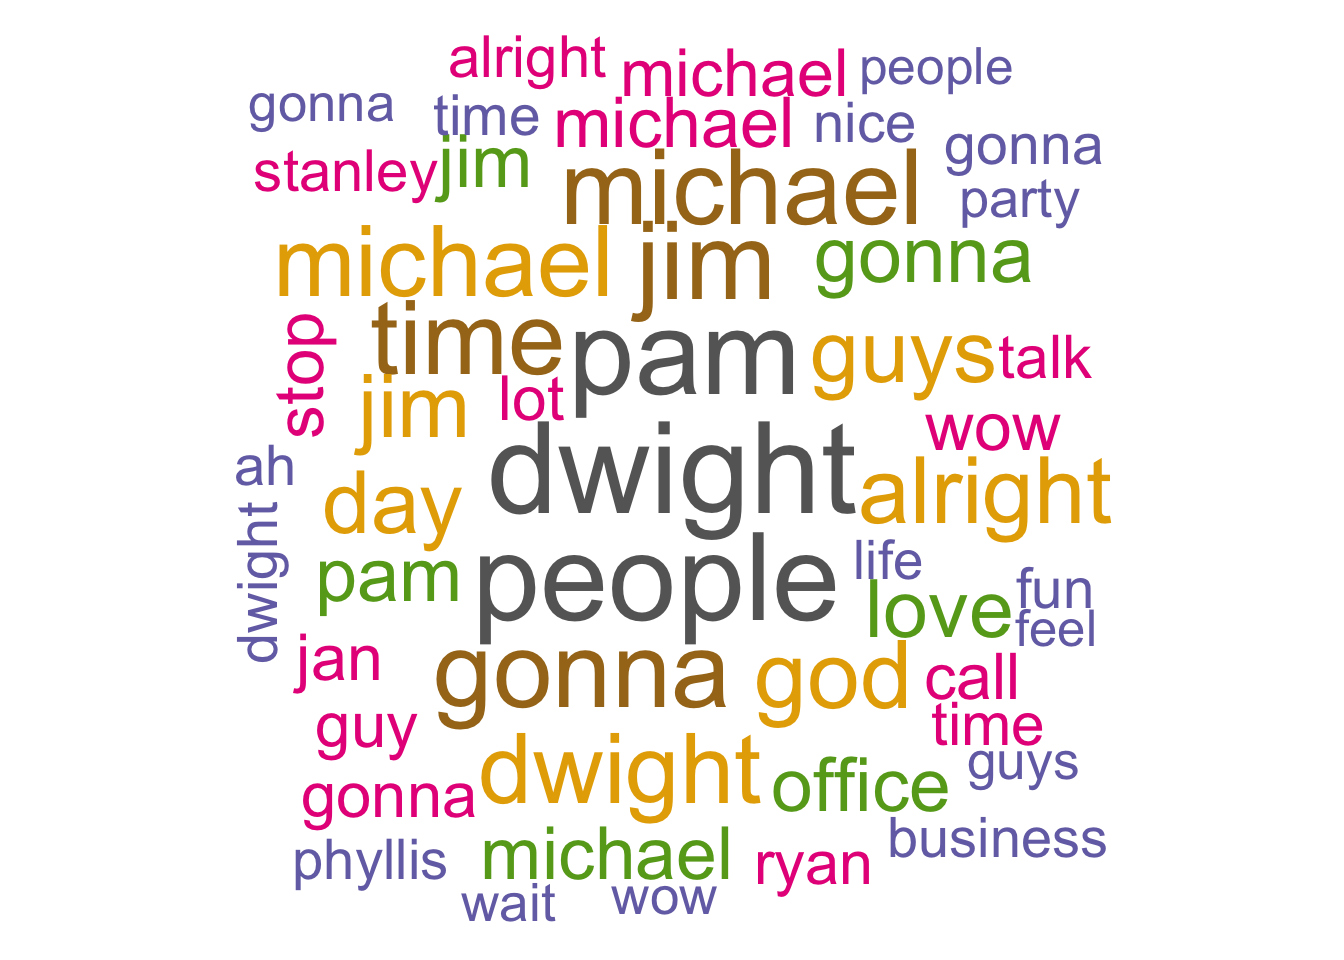 alright michael people
gonna time michael nice gonna
stanley jim michael party
michael jim gonna
stop time pam guys talk
jim lot wow
ah day dwight alright
dwight pam people life love fun feel
jan gonna god call
guy time
gonna dwight office guys
phyllis michael ryan business
wait wow